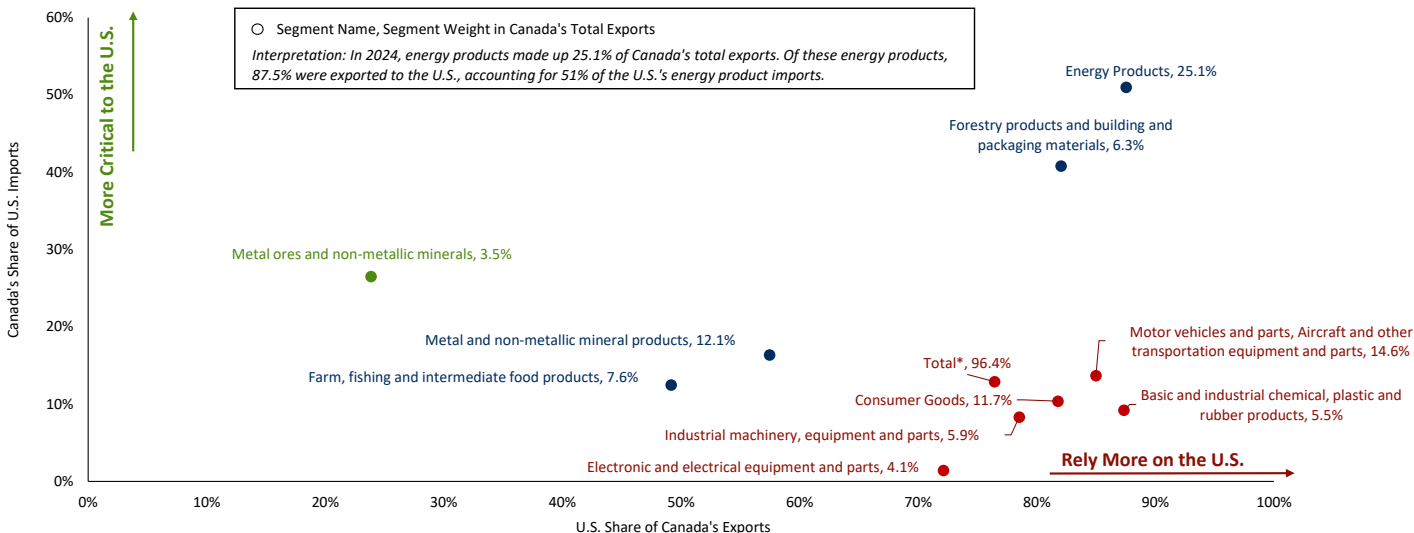 60%
50%
40%
30%
20%
10%
0%
Canada's Share of U.S. Imports
More Critical to the U.S.
Segment Name, Segment Weight in Canada's Total Exports
Interpretation: In 2024, energy products made up 25.1% of Canada's total exports. Of these energy products,
87.5% were exported to the U.S., accounting for 51% of the U.S.'s energy product imports.
Energy Products, 25.1%
Forestry products and building and
packaging materials, 6.3%
Metal ores and non-metallic minerals, 3.5%
Metal and non-metallic mineral products, 12.1%
Farm, fishing and intermediate food products, 7.6%
Motor vehicles and parts, Aircraft and other
transportation equipment and parts, 14.6%
Total*, 96.4%
Consumer Goods, 11.7%
Basic and industrial chemical, plastic and
rubber products, 5.5%
Industrial machinery, equipment and parts, 5.9%
Electronic and electrical equipment and parts, 4.1%
Rely More on the U.S.
0%
10%
20%
30%
40%
50%
60%
70%
80%
90%
100%
U.S. Share of Canada's Exports